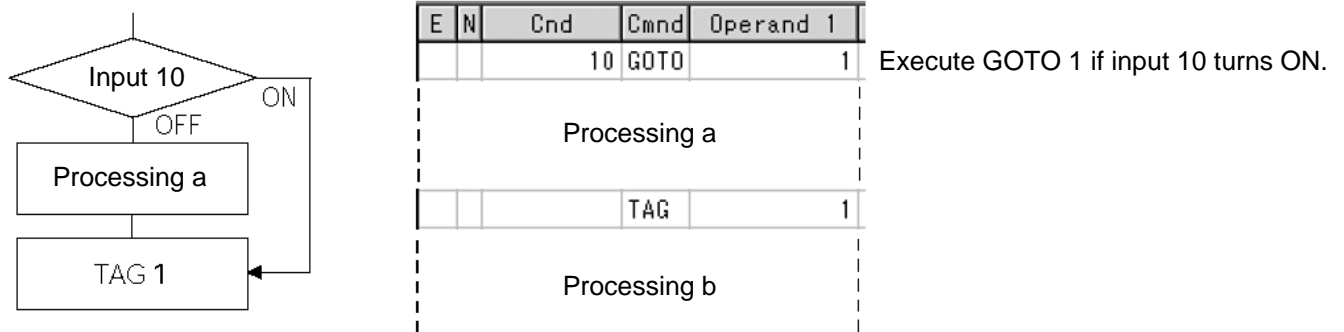 Input 10
ON
OFF
Processing a
TAG 1
E N Cnd Cmnd Operand 1
10 GOTO 1
Execute GOTO 1 if input 10 turns ON.
Processing a
TAG 1
Processing b